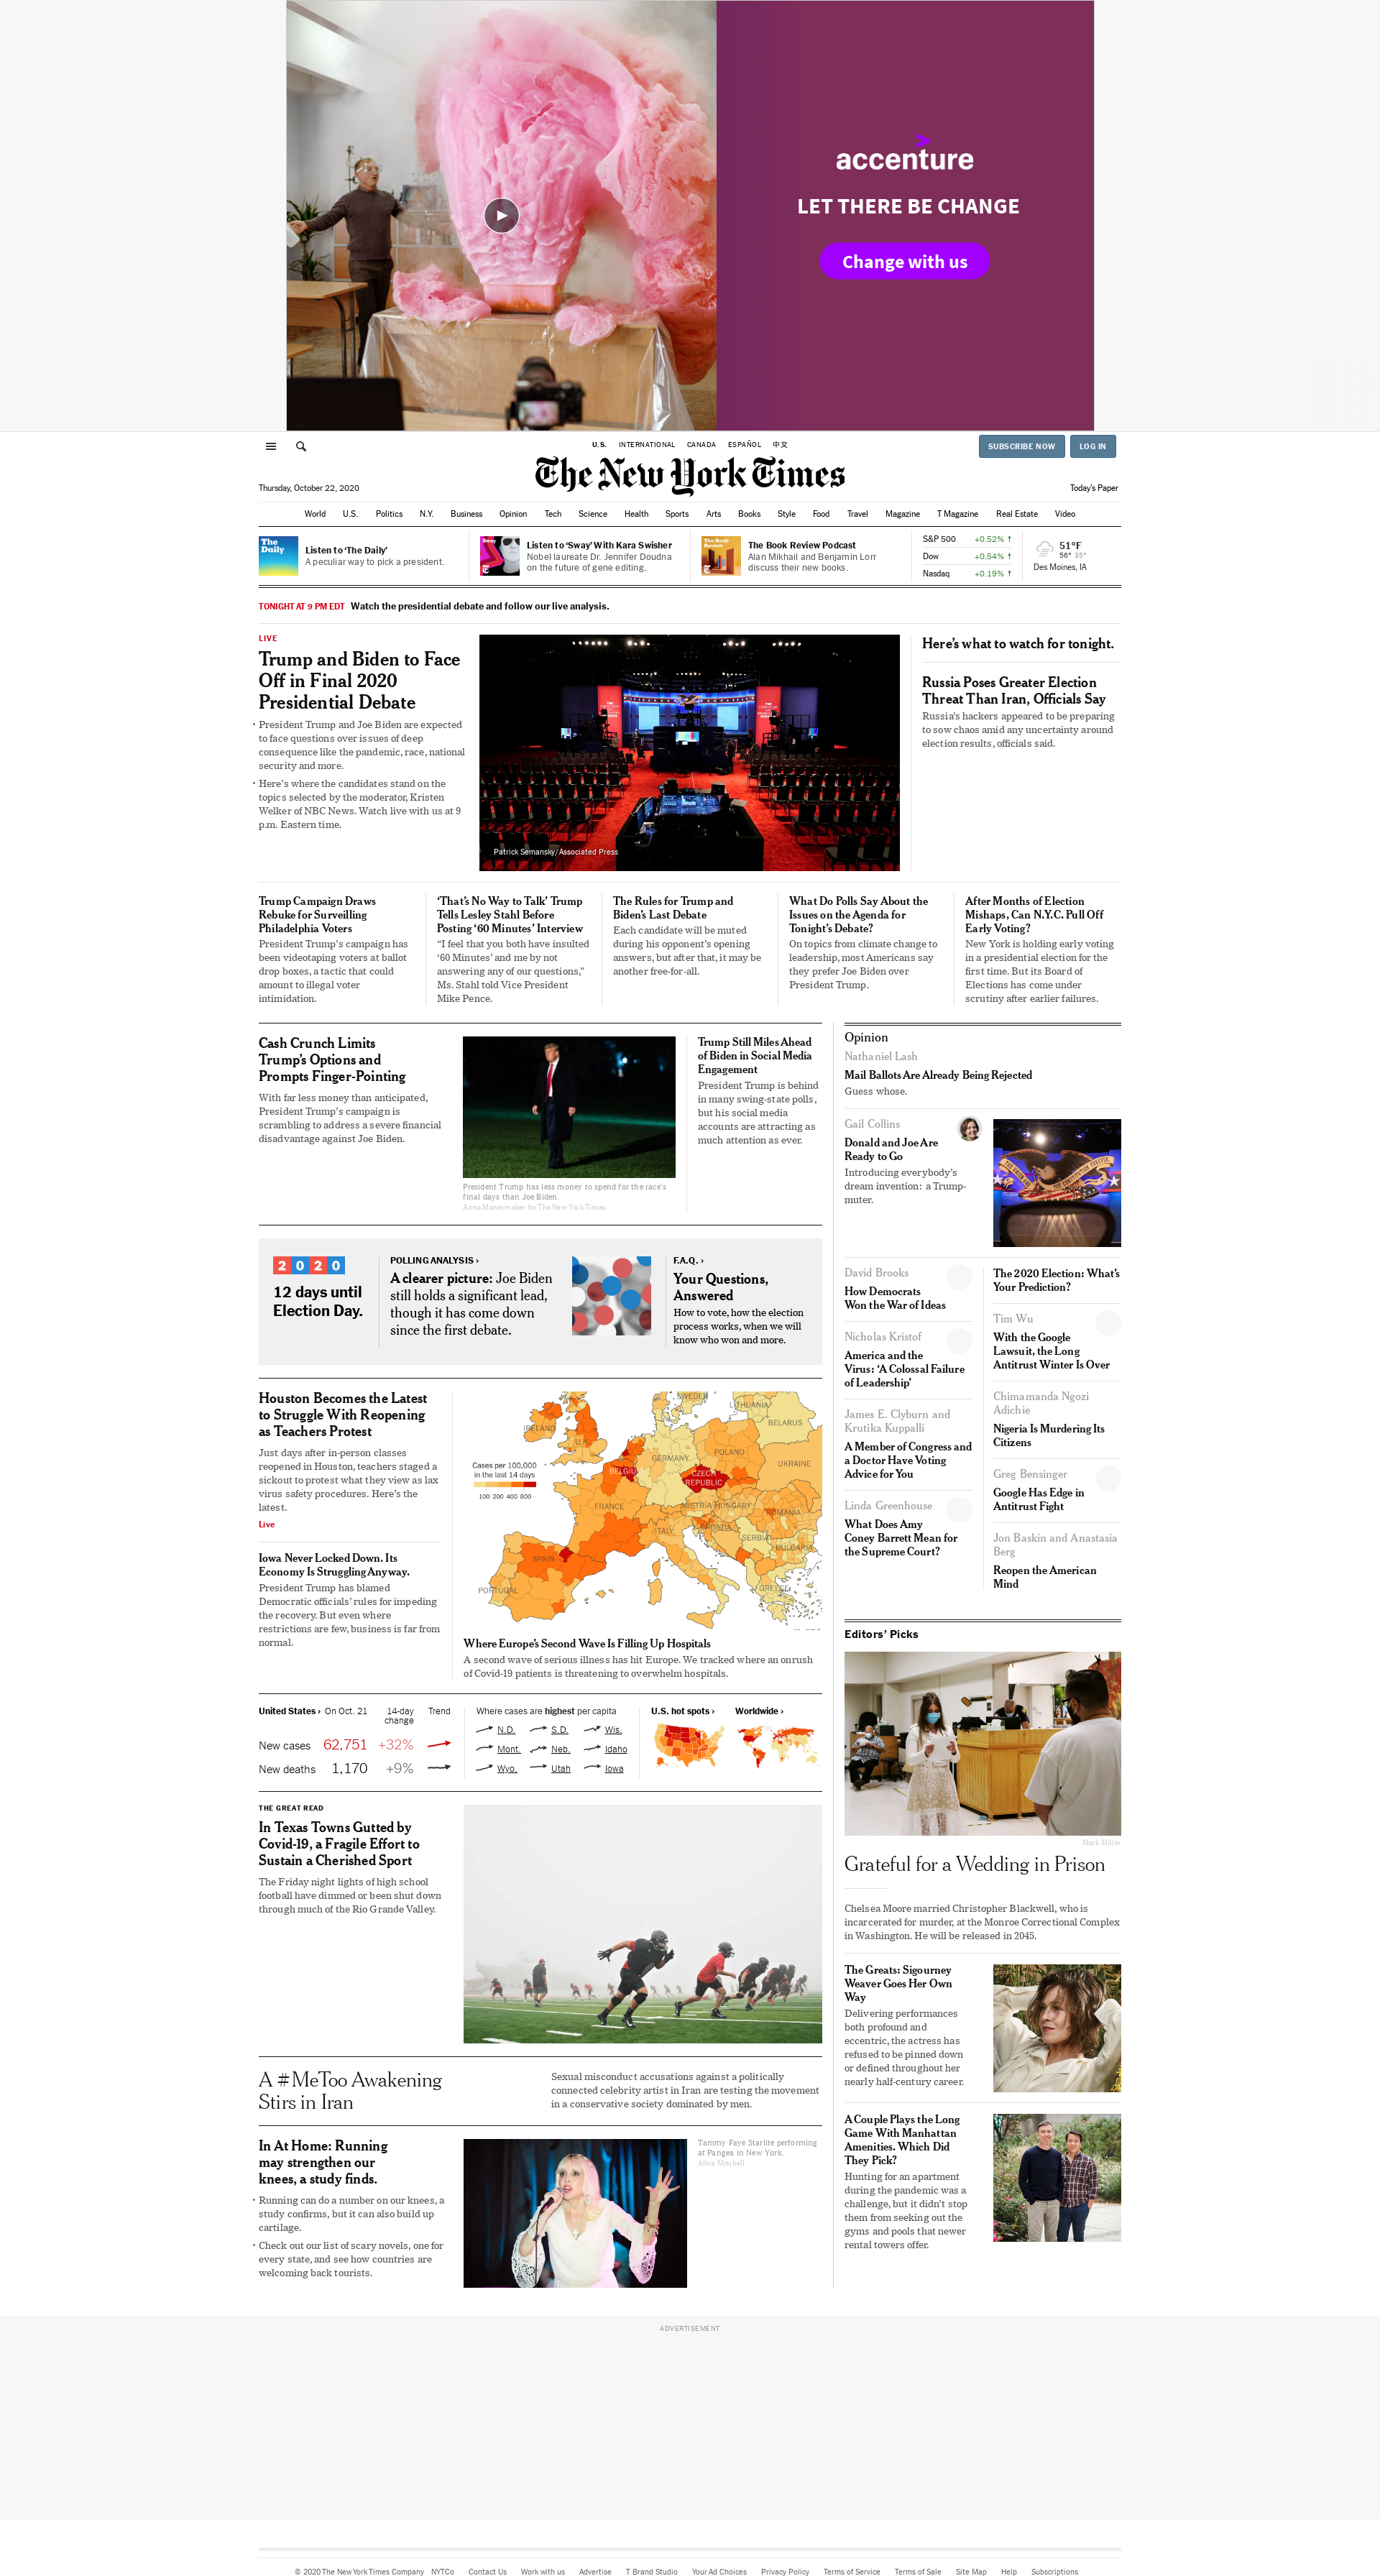 accenture
LET THERE BE CHANGE
Change with us
U.S. INTERNATIONAL CANADA ESPAÑOL 中文
SUBSCRIBE NOW LOG IN
The New York Times
Thursday, October 22, 2020
Today's Paper
World U.S. Politics N.Y. Business Opinion Tech Science Health Sports Arts Books Style Food Travel Magazine T Magazine Real Estate Video
The Daily
Listen to ‘The Daily’
A peculiar way to pick a president.
Sway
Listen to ‘Sway’ With Kara Swisher
Nobel laureate Dr. Jennifer Doudna
on the future of gene editing.
The Book Review
The Book Review Podcast
Alan Mikhail and Benjamin Lorr
discuss their new books.
S&P 500 +0.52% ↑
Dow +0.54% ↑
Nasdaq +0.19% ↑
51°F
56° 35°
Des Moines, IA
TONIGHT AT 9 PM EDT Watch the presidential debate and follow our live analysis.
LIVE
Trump and Biden to Face
Off in Final 2020
Presidential Debate
• President Trump and Joe Biden are expected
to face questions over issues of deep
consequence like the pandemic, race, national
security and more.
• Here’s where the candidates stand on the
topics selected by the moderator, Kristen
Welker of NBC News. Watch live with us at 9
p.m. Eastern time.
Patrick Semansky/Associated Press
Here’s what to watch for tonight.
Russia Poses Greater Election
Threat Than Iran, Officials Say
Russia’s hackers appeared to be preparing
to sow chaos amid any uncertainty around
election results, officials said.
Trump Campaign Draws
Rebuke for Surveilling
Philadelphia Voters
President Trump’s campaign has
been videotaping voters at ballot
drop boxes, a tactic that could
amount to illegal voter
intimidation.
‘That’s No Way to Talk’ Trump
Tells Lesley Stahl Before
Posting ‘60 Minutes’ Interview
“I feel that you both have insulted
‘60 Minutes’ and me by not
answering any of our questions,”
Ms. Stahl told Vice President
Mike Pence.
The Rules for Trump and
Biden’s Last Debate
Each candidate will be muted
during his opponent’s opening
answers, but after that, it may be
another free-for-all.
What Do Polls Say About the
Issues on the Agenda for
Tonight’s Debate?
On topics from climate change to
leadership, most Americans say
they prefer Joe Biden over
President Trump.
After Months of Election
Mishaps, Can N.Y.C. Pull Off
Early Voting?
New York is holding early voting
in a presidential election for the
first time. But its Board of
Elections has come under
scrutiny after earlier failures.
Cash Crunch Limits
Trump’s Options and
Prompts Finger-Pointing
With far less money than anticipated,
President Trump’s campaign is
scrambling to address a severe financial
disadvantage against Joe Biden.
President Trump has less money to spend for the race’s
final days than Joe Biden.
Anna Moneymaker for The New York Times
Trump Still Miles Ahead
of Biden in Social Media
Engagement
President Trump is behind
in many swing-state polls,
but his social media
accounts are attracting as
much attention as ever.
2020
12 days until
Election Day.
POLLING ANALYSIS ›
A clearer picture: Joe Biden
still holds a significant lead,
though it has come down
since the first debate.
F.A.Q. ›
Your Questions,
Answered
How to vote, how the election
process works, when we will
know who won and more.
Houston Becomes the Latest
to Struggle With Reopening
as Teachers Protest
Just days after in-person classes
reopened in Houston, teachers staged a
sickout to protest what they view as lax
virus safety procedures. Here’s the
latest.
Live
Iowa Never Locked Down. Its
Economy Is Struggling Anyway.
President Trump has blamed
Democratic officials’ rules for impeding
the recovery. But even where
restrictions are few, business is far from
normal.
Cases per 100,000
in the last 14 days
100 200 400 800
SWEDEN
LITHUANIA
BELARUS
IRELAND
U.K.
POLAND
GERMANY
BELGIUM
UKRAINE
CZECH
REPUBLIC
FRANCE
AUSTRIA HUNGARY
ROMANIA
CROATIA
ITALY
SERBIA
BULGARIA
SPAIN
PORTUGAL
GREECE
Where Europe’s Second Wave Is Filling Up Hospitals
A second wave of serious illness has hit Europe. We tracked where an onrush
of Covid-19 patients is threatening to overwhelm hospitals.
United States › On Oct. 21 14-day change Trend
New cases 62,751 +32%
New deaths 1,170 +9%
Where cases are highest per capita
N.D. S.D. Wis.
Mont. Neb. Idaho
Wyo. Utah Iowa
U.S. hot spots › Worldwide ›
THE GREAT READ
In Texas Towns Gutted by
Covid-19, a Fragile Effort to
Sustain a Cherished Sport
The Friday night lights of high school
football have dimmed or been shut down
through much of the Rio Grande Valley.
A #MeToo Awakening
Stirs in Iran
Sexual misconduct accusations against a politically
connected celebrity artist in Iran are testing the movement
in a conservative society dominated by men.
In At Home: Running
may strengthen our
knees, a study finds.
• Running can do a number on our knees, a
study confirms, but it can also build up
cartilage.
• Check out our list of scary novels, one for
every state, and see how countries are
welcoming back tourists.
Tammy Faye Starlite performing
at Pangea in New York.
Albie Mitchell
Opinion
Nathaniel Lash
Mail Ballots Are Already Being Rejected
Guess whose.
Gail Collins
Donald and Joe Are
Ready to Go
Introducing everybody’s
dream invention: a Trump-
muter.
David Brooks
How Democrats
Won the War of Ideas
Nicholas Kristof
America and the
Virus: ‘A Colossal Failure
of Leadership’
James E. Clyburn and
Krutika Kuppalli
A Member of Congress and
a Doctor Have Voting
Advice for You
Linda Greenhouse
What Does Amy
Coney Barrett Mean for
the Supreme Court?
The 2020 Election: What’s
Your Prediction?
Tim Wu
With the Google
Lawsuit, the Long
Antitrust Winter Is Over
Chimamanda Ngozi
Adichie
Nigeria Is Murdering Its
Citizens
Greg Bensinger
Google Has Edge in
Antitrust Fight
Jon Baskin and Anastasia
Berg
Reopen the American
Mind
Editors’ Picks
Mark Miller
Grateful for a Wedding in Prison
Chelsea Moore married Christopher Blackwell, who is
incarcerated for murder, at the Monroe Correctional Complex
in Washington. He will be released in 2045.
The Greats: Sigourney
Weaver Goes Her Own
Way
Delivering performances
both profound and
eccentric, the actress has
refused to be pinned down
or defined throughout her
nearly half-century career.
A Couple Plays the Long
Game With Manhattan
Amenities. Which Did
They Pick?
Hunting for an apartment
during the pandemic was a
challenge, but it didn’t stop
them from seeking out the
gyms and pools that newer
rental towers offer.
ADVERTISEMENT
© 2020 The New York Times Company NYTCo Contact Us Work with us Advertise T Brand Studio Your Ad Choices Privacy Policy Terms of Service Terms of Sale Site Map Help Subscriptions